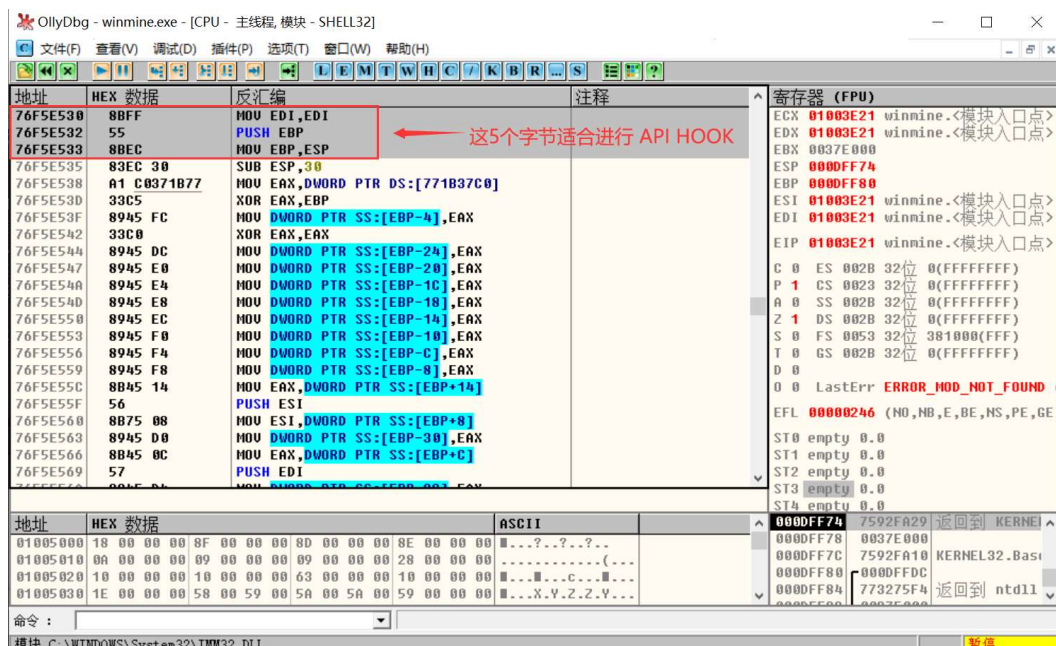 OllyDbg - winmine.exe - [CPU - 主线程, 模块 - SHELL32]
C 文件(F) 查看(V) 调试(D) 插件(P) 选项(T) 窗口(W) 帮助(H)
L E M T W H C / K B R ... S
地址 HEX 数据 反汇编 注释
76F5E530 8BFF MOV EDI,EDI
76F5E532 55 PUSH EBP
76F5E533 8BEC MOV EBP,ESP
这5个字节适合进行 API HOOK
76F5E535 83EC 30 SUB ESP,30
76F5E538 A1 C0371B77 MOV EAX,DWORD PTR DS:[771B37C0]
76F5E53D 33C5 XOR EAX,EBP
76F5E53F 8945 FC MOV DWORD PTR SS:[EBP-4],EAX
76F5E542 33C0 XOR EAX,EAX
76F5E544 8945 DC MOV DWORD PTR SS:[EBP-24],EAX
76F5E547 8945 E0 MOV DWORD PTR SS:[EBP-20],EAX
76F5E54A 8945 E4 MOV DWORD PTR SS:[EBP-1C],EAX
76F5E54D 8945 E8 MOV DWORD PTR SS:[EBP-18],EAX
76F5E550 8945 EC MOV DWORD PTR SS:[EBP-14],EAX
76F5E553 8945 F0 MOV DWORD PTR SS:[EBP-10],EAX
76F5E556 8945 F4 MOV DWORD PTR SS:[EBP-C],EAX
76F5E559 8945 F8 MOV DWORD PTR SS:[EBP-8],EAX
76F5E55C 8B45 14 MOV EAX,DWORD PTR SS:[EBP+14]
76F5E55F 56 PUSH ESI
76F5E560 8B75 08 MOV ESI,DWORD PTR SS:[EBP+8]
76F5E563 8945 D0 MOV DWORD PTR SS:[EBP-30],EAX
76F5E566 8B45 0C MOV EAX,DWORD PTR SS:[EBP+C]
76F5E569 57 PUSH EDI
寄存器 (FPU)
ECX 01003E21 winmine.<模块入口点>
EDX 01003E21 winmine.<模块入口点>
EBX 0037E000
ESP 000DFF74
EBP 000DFF80
ESI 01003E21 winmine.<模块入口点>
EDI 01003E21 winmine.<模块入口点>
EIP 01003E21 winmine.<模块入口点>
C 0 ES 002B 32位 0(FFFFFFFF)
P 1 CS 0023 32位 0(FFFFFFFF)
A 0 SS 002B 32位 0(FFFFFFFF)
Z 1 DS 002B 32位 0(FFFFFFFF)
S 0 FS 0053 32位 381000(FFF)
T 0 GS 002B 32位 0(FFFFFFFF)
D 0
O 0 LastErr ERROR_MOD_NOT_FOUND
EFL 00000246 (NO,NB,E,BE,NS,PE,GE
ST0 empty 0.0
ST1 empty 0.0
ST2 empty 0.0
ST3 empty 0.0
ST4 empty 0.0
地址 HEX 数据 ASCII
01005000 18 00 00 00 8F 00 00 00 8D 00 00 00 8E 00 00 00 ■...?..?..?..
01005010 0A 00 00 00 09 00 00 00 09 00 00 00 28 00 00 00 ............(...
01005020 10 00 00 00 10 00 00 00 63 00 00 00 10 00 00 00 ■...■...c...■...
01005030 1E 00 00 00 58 00 59 00 5A 00 5A 00 59 00 00 00 ■...X.Y.Z.Z.Y...
000DFF74 7592FA29 返回到 KERNEL
000DFF78 0037E000
000DFF7C 7592FA10 KERNEL32.Base
000DFF80 000DFFDC
000DFF84 773275F4 返回到 ntdll
命令 :
模块 C:\WINDOWS\System32\IMM32.DLL
暂停